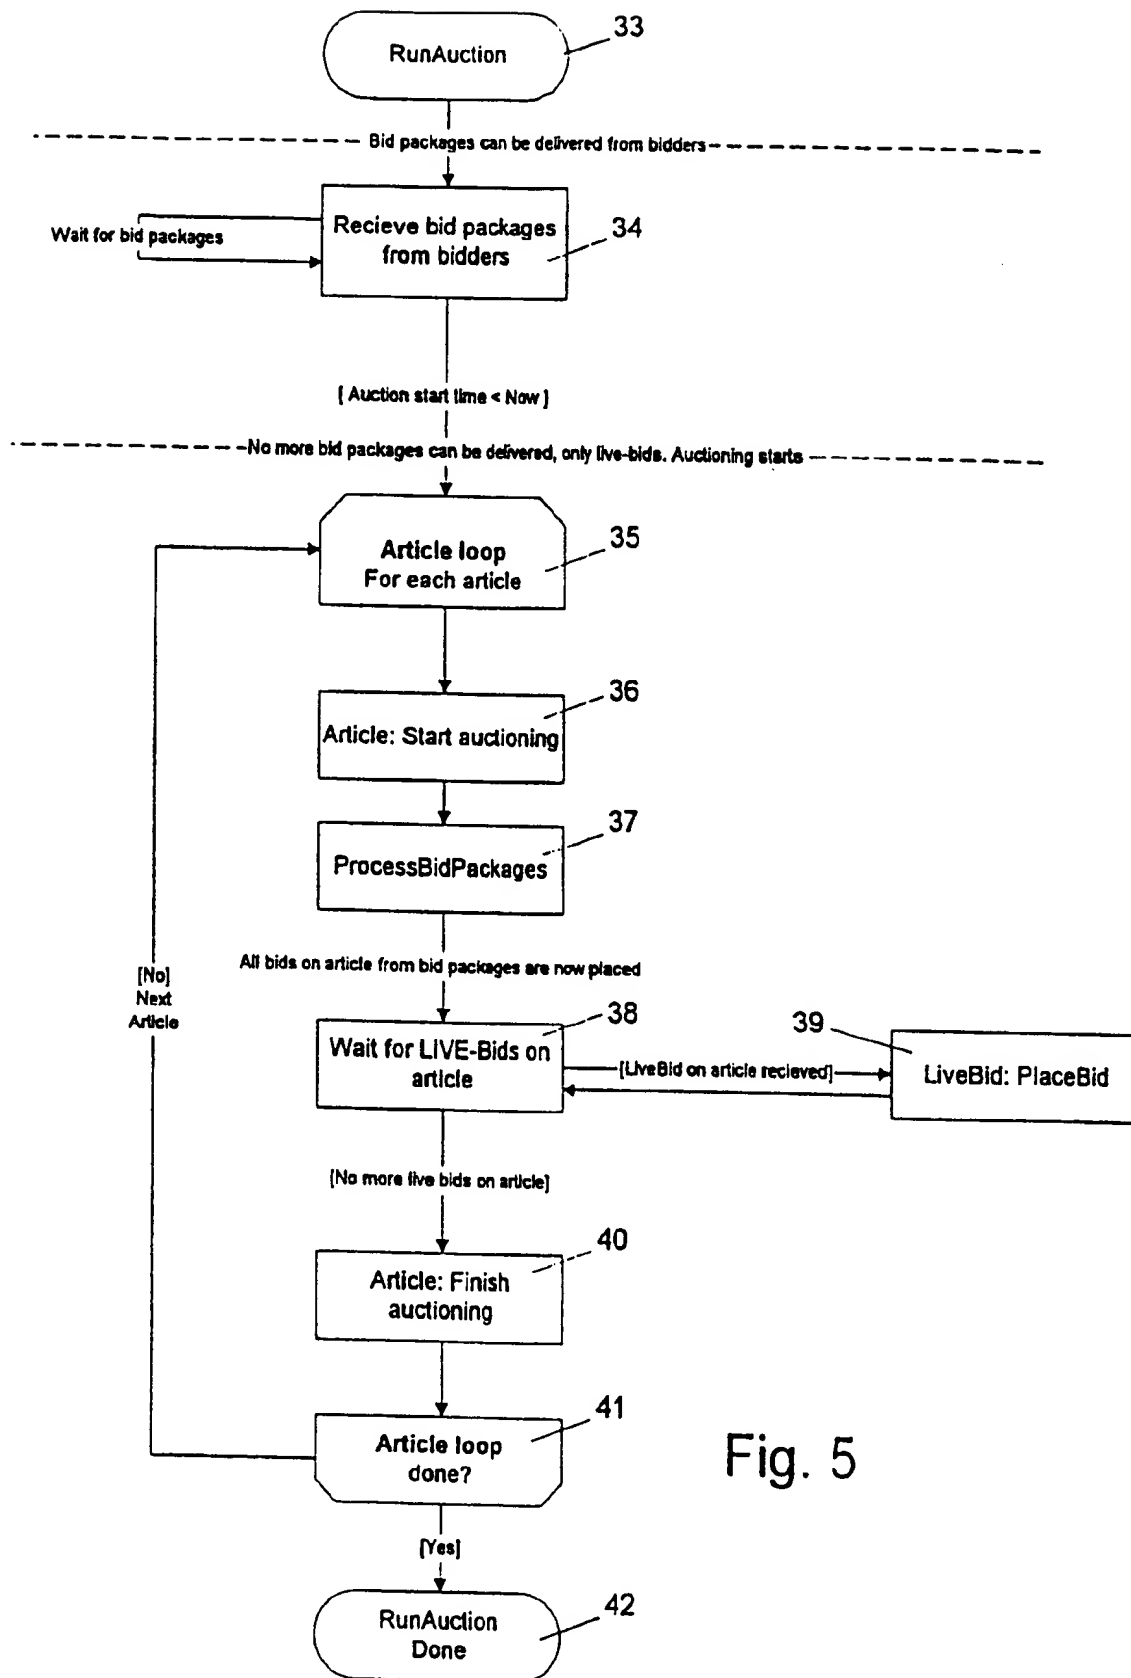 33
RunAuction
Bid packages can be delivered from bidders
Recieve bid packages
from bidders
34
Wait for bid packages
[ Auction start time < Now ]
No more bid packages can be delivered, only live-bids. Auctioning starts
35
Article loop
For each article
36
Article: Start auctioning
37
ProcessBidPackages
All bids on article from bid packages are now placed
[No]
Next
Article
38
Wait for LIVE-Bids on
article
[LiveBid on article recieved]
39
LiveBid: PlaceBid
[No more live bids on article]
40
Article: Finish
auctioning
41
Article loop
done?
Fig. 5
[Yes]
42
RunAuction
Done